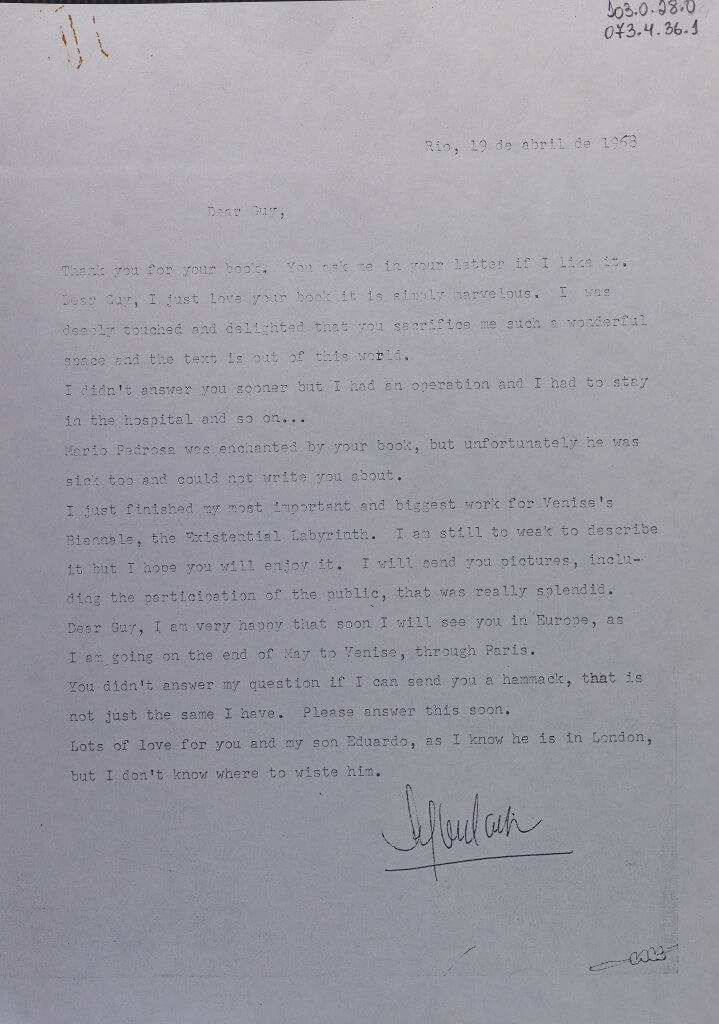 103.0.28.0
073.4.36.1
Rio, 19 de abril de 1968
Dear Guy,
Thank you for your book. You ask me in your letter if I like it.
Dear Guy, I just love your book it is simply marvelous. I was
deeply touched and delighted that you sacrifice me such a wonderful
space and the text is out of this world.
I didn't answer you sooner but I had an operation and I had to stay
in the hospital and so on...
Mario Pedrosa was enchanted by your book, but unfortunately he was
sick too and could not write you about.
I just finished my most important and biggest work for Venise's
Biennale, the Existential Labyrinth. I am still to weak to describe
it but I hope you will enjoy it. I will send you pictures, inclu-
ding the participation of the public, that was really splendid.
Dear Guy, I am very happy that soon I will see you in Europe, as
I am going on the end of May to Venise, through Paris.
You didn't answer my question if I can send you a hammack, that is
not just the same I have. Please answer this soon.
Lots of love for you and my son Eduardo, as I know he is in London,
but I don't know where to wiste him.